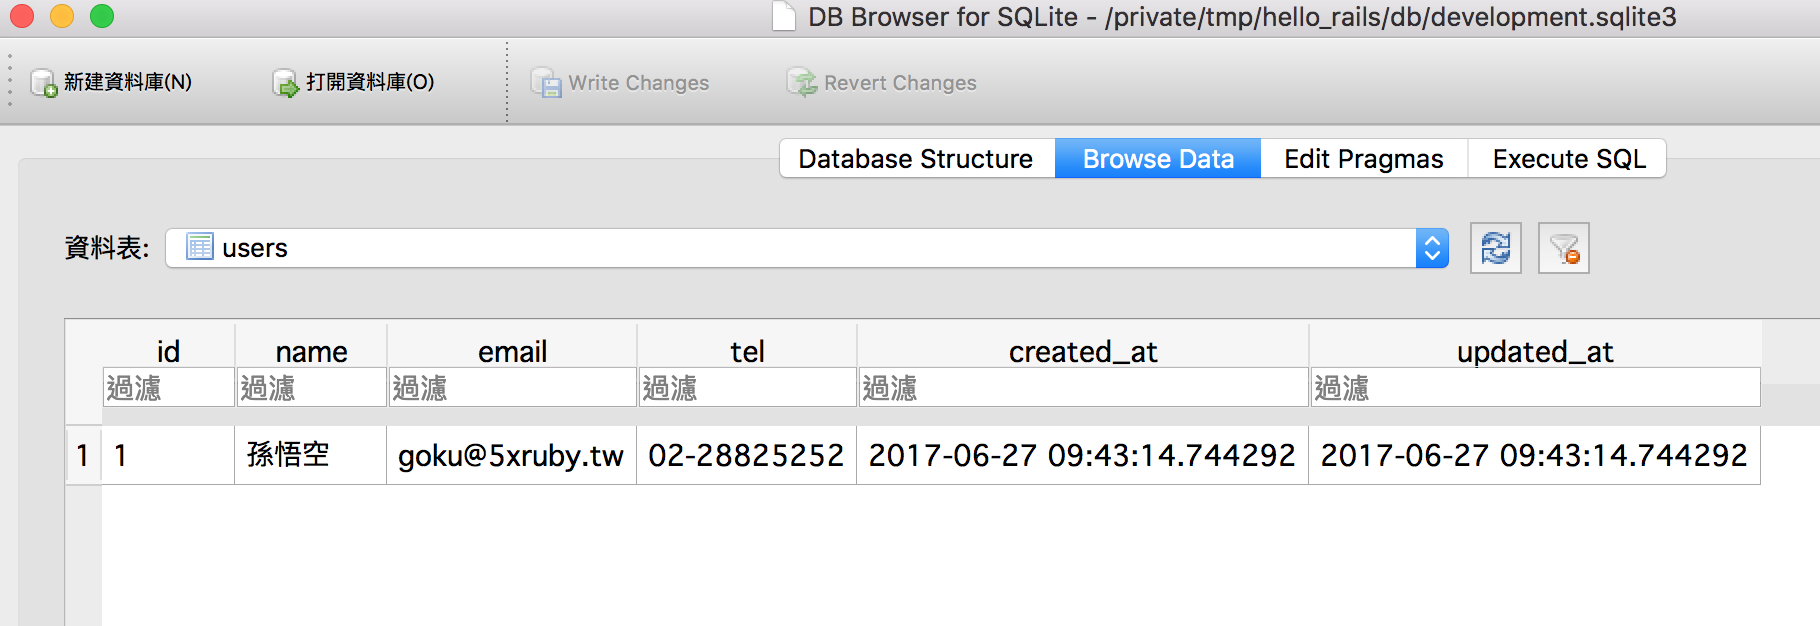 DB Browser for SQLite - /private/tmp/hello_rails/db/development.sqlite3
新建資料庫(N) 打開資料庫(O) Write Changes Revert Changes
Database Structure Browse Data Edit Pragmas Execute SQL
資料表: users
id name email tel created_at updated_at
過濾 過濾 過濾 過濾 過濾 過濾
1 1 孫悟空 goku@5xruby.tw 02-28825252 2017-06-27 09:43:14.744292 2017-06-27 09:43:14.744292